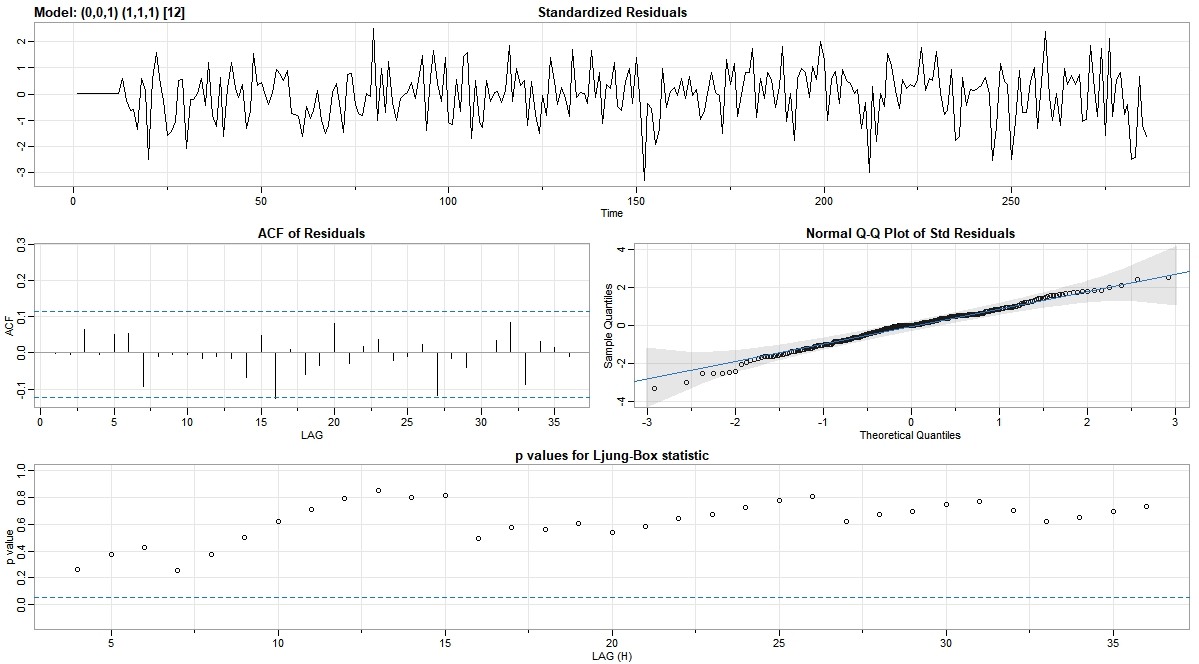 Model: (0,0,1) (1,1,1) [12]
Standardized Residuals
2
1
0
-1
-2
-3
0 50 100 150 200 250
Time
ACF of Residuals
ACF
0.3
0.2
0.1
0.0
-0.1
0 5 10 15 20 25 30 35
LAG
Normal Q-Q Plot of Std Residuals
Sample Quantiles
4
2
0
-2
-4
-3 -2 -1 0 1 2 3
Theoretical Quantiles
p values for Ljung-Box statistic
p value
1.0
0.8
0.6
0.4
0.2
0.0
5 10 15 20 25 30 35
LAG (H)